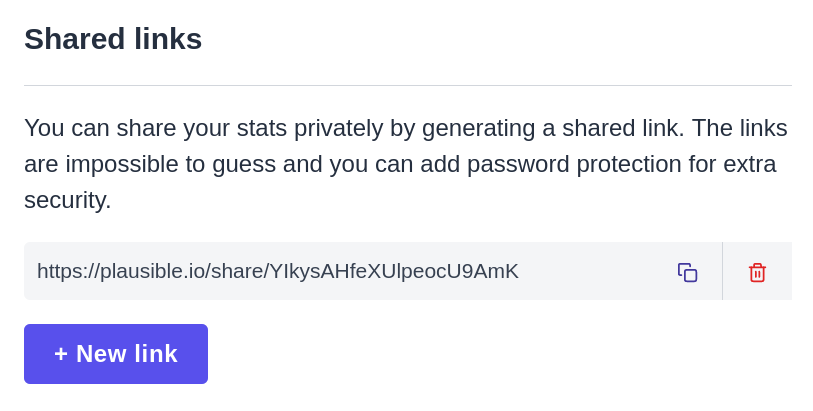 Shared links
You can share your stats privately by generating a shared link. The links
are impossible to guess and you can add password protection for extra
security.
https://plausible.io/share/YIkysAHfeXUlpeocU9AmK
+ New link